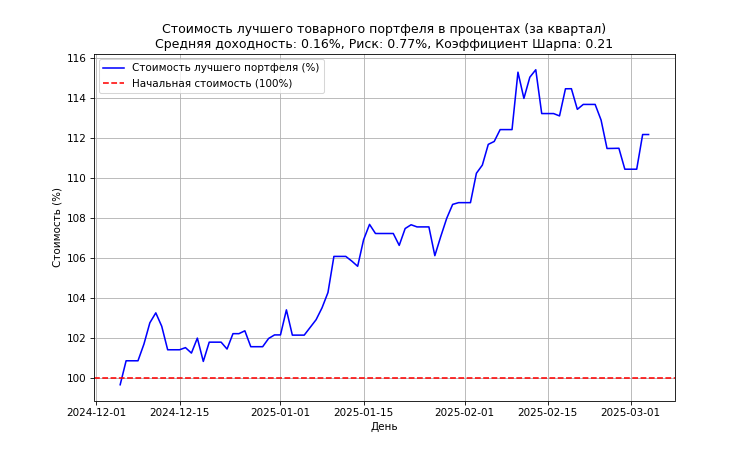 Стоимость лучшего товарного портфеля в процентах (за квартал)
Средняя доходность: 0.16%, Риск: 0.77%, Коэффициент Шарпа: 0.21
Стоимость лучшего портфеля (%)
Начальная стоимость (100%)
Стоимость (%)
116
114
112
110
108
106
104
102
100
2024-12-01
2024-12-15
2025-01-01
2025-01-15
2025-02-01
2025-02-15
2025-03-01
День